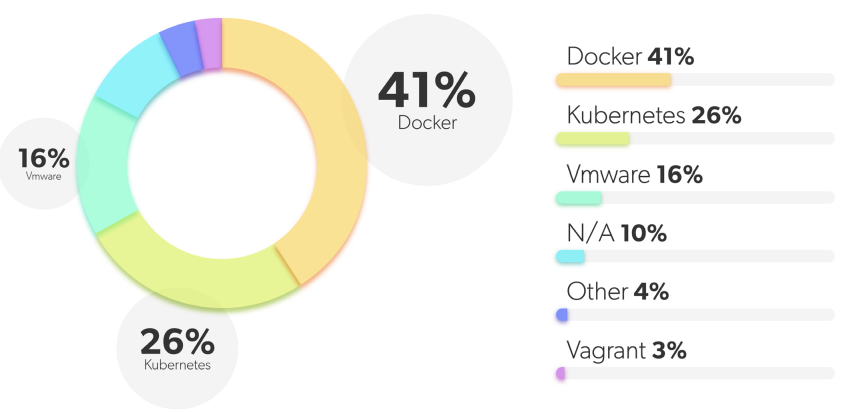 41%
Docker
16%
Vmware
26%
Kubernetes
Docker 41%
Kubernetes 26%
Vmware 16%
N/A 10%
Other 4%
Vagrant 3%